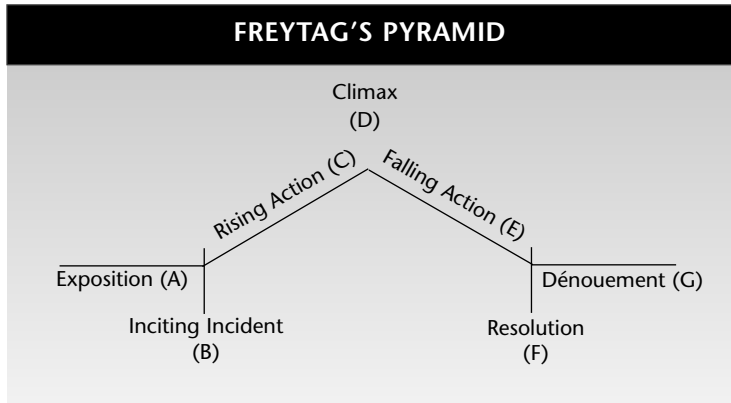 FREYTAG’S PYRAMID
Climax
(D)
Rising Action (C)
Falling Action (E)
Exposition (A)
Dénouement (G)
Inciting Incident
(B)
Resolution
(F)